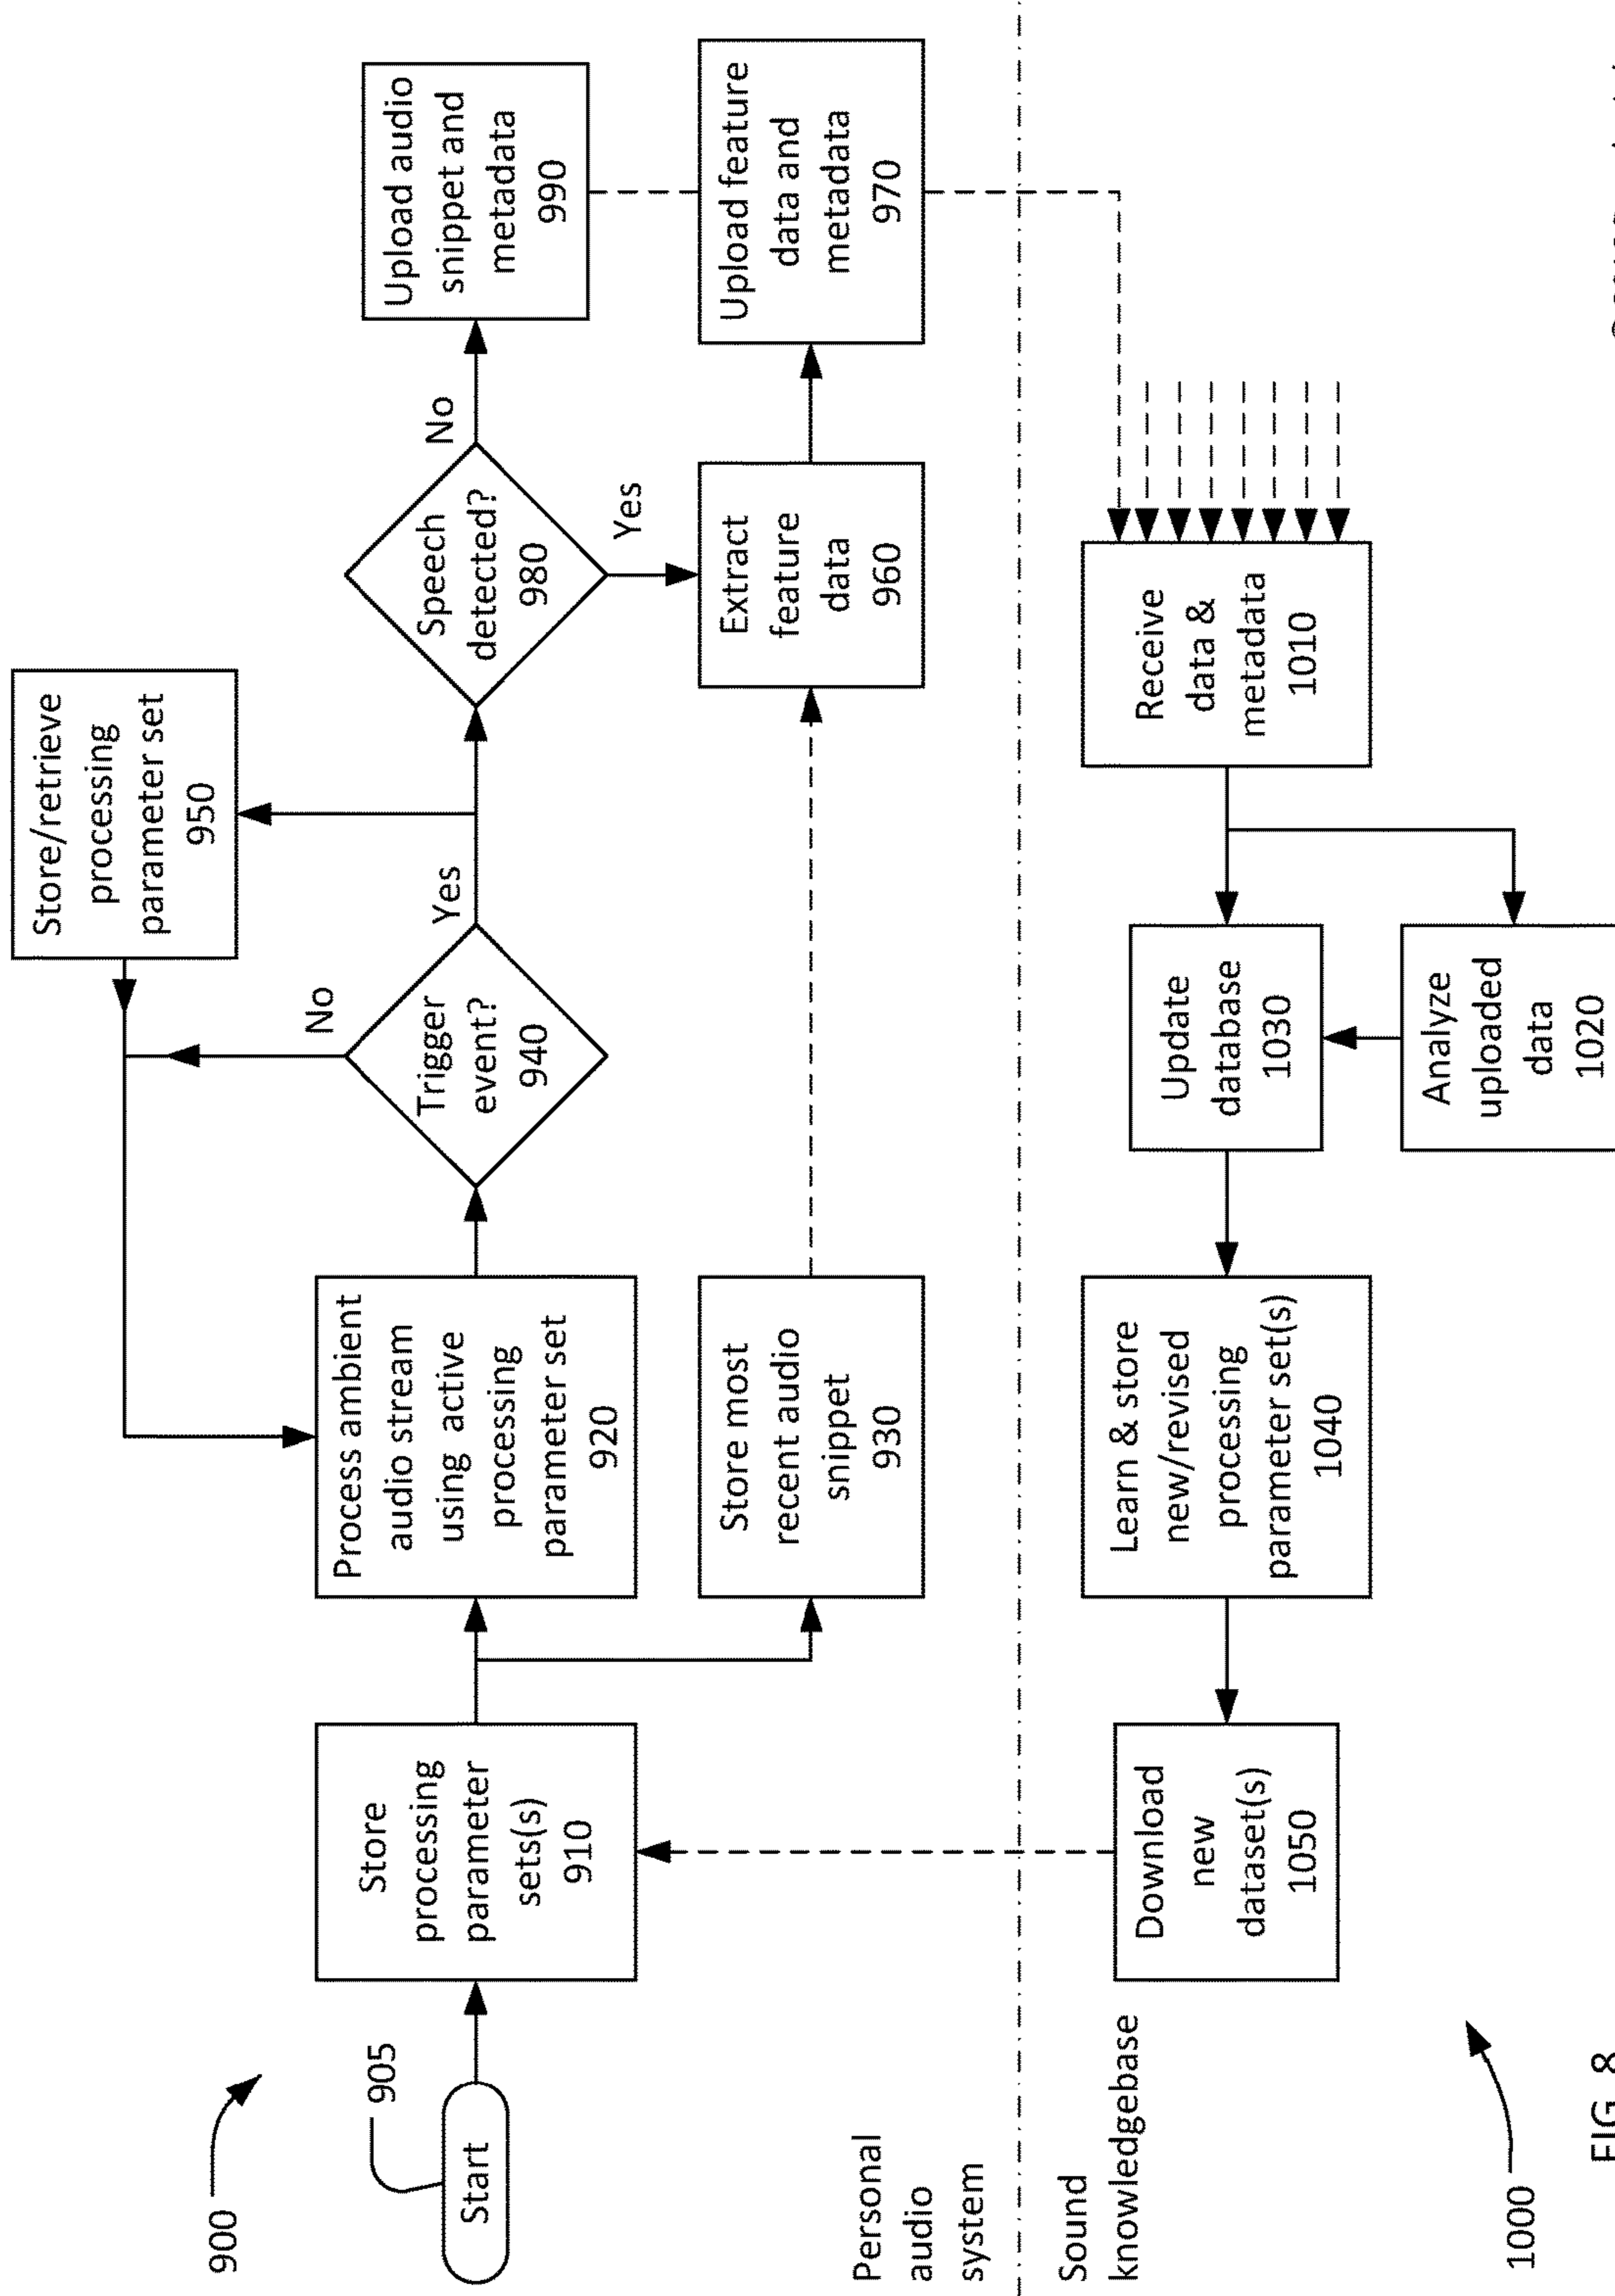 900
905
Start
Store
processing
parameter
sets(s)
910
Process ambient
audio stream
using active
processing
parameter set
920
Store most
recent audio
snippet
930
Trigger
event?
940
No
Yes
Store/retrieve
processing
parameter set
950
Speech
detected?
980
No
Yes
Upload audio
snippet and
metadata
990
Extract
feature
data
960
Upload feature
data and
metadata
970
Personal
audio
system
Sound
knowledgebase
Download
new
dataset(s)
1050
Learn & store
new/revised
processing
parameter set(s)
1040
Update
database
1030
Analyze
uploaded
data
1020
Receive
data &
metadata
1010
1000
FIG. 8